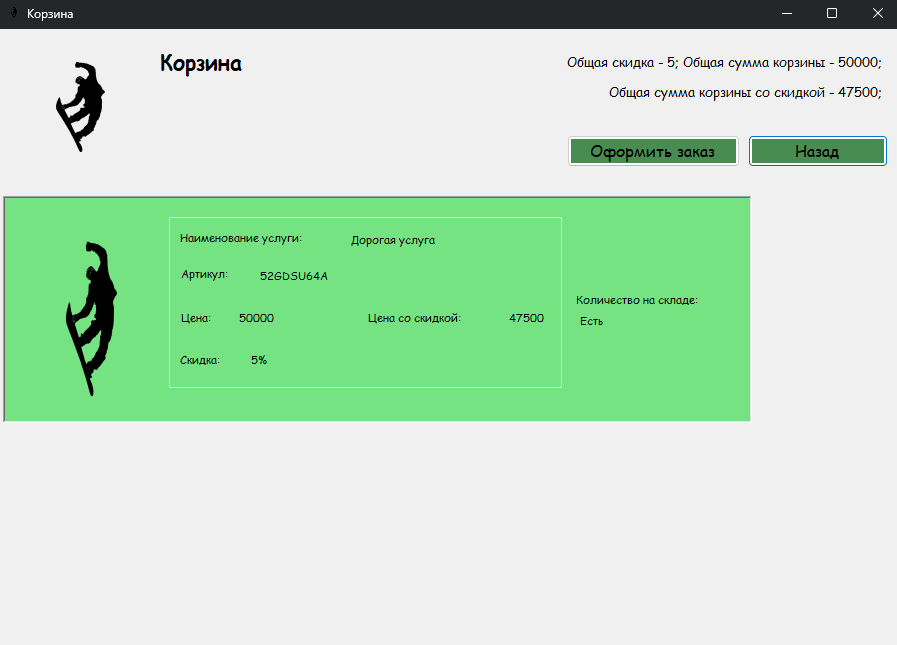 Корзина
Корзина
Общая скидка - 5; Общая сумма корзины - 50000;
Общая сумма корзины со скидкой - 47500;
Оформить заказ
Назад
Наименование услуги: Дорогая услуга
Артикул: 52GDSU64A
Цена: 50000 Цена со скидкой: 47500
Скидка: 5%
Количество на складе:
Есть